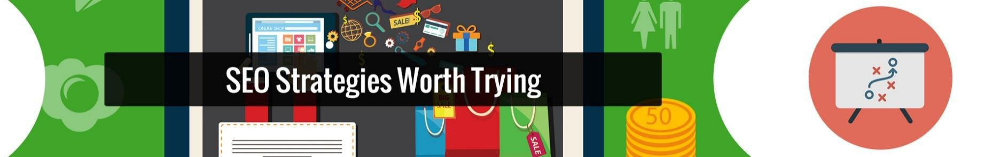 ONLINE SHOP
SALE!
SEO Strategies Worth Trying
BIG
SALE
50
SALE